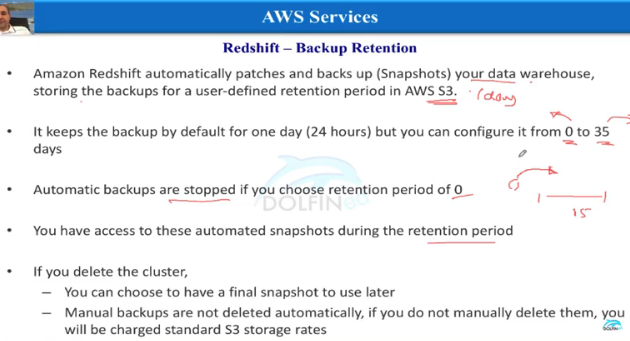 AWS Services
Redshift – Backup Retention
• Amazon Redshift automatically patches and backs up (Snapshots) your data warehouse,
storing the backups for a user-defined retention period in AWS S3. 1day
• It keeps the backup by default for one day (24 hours) but you can configure it from 0 to 35
days
• Automatic backups are stopped if you choose retention period of 0
15
DOLFIN
• You have access to these automated snapshots during the retention period
• If you delete the cluster,
– You can choose to have a final snapshot to use later
– Manual backups are not deleted automatically, if you do not manually delete them, you
will be charged standard S3 storage rates